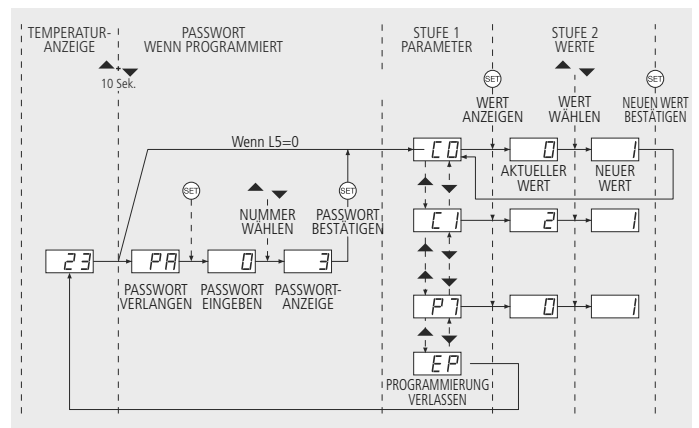 TEMPERATUR-
ANZEIGE
PASSWORT
WENN PROGRAMMIERT
STUFE 1
PARAMETER
STUFE 2
WERTE
+
10 Sek.
SET
SET
WERT
ANZEIGEN
WERT
WÄHLEN
NEUEN WERT
BESTÄTIGEN
Wenn L5=0
C0
0
1
AKTUELLER
WERT
NEUER
WERT
SET
SET
NUMMER
WÄHLEN
PASSWORT
BESTÄTIGEN
C1
2
1
23
PA
0
3
PASSWORT
VERLANGEN
PASSWORT
EINGEBEN
PASSWORT-
ANZEIGE
P7
0
1
EP
PROGRAMMIERUNG
VERLASSEN